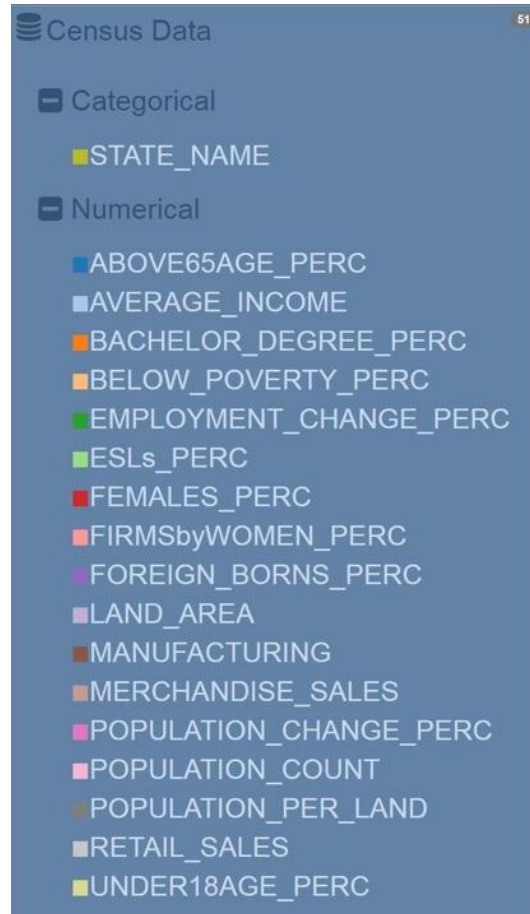 Census Data
51
Categorical
STATE_NAME
Numerical
ABOVE65AGE_PERC
AVERAGE_INCOME
BACHELOR_DEGREE_PERC
BELOW_POVERTY_PERC
EMPLOYMENT_CHANGE_PERC
ESLs_PERC
FEMALES_PERC
FIRMSbyWOMEN_PERC
FOREIGN_BORNS_PERC
LAND_AREA
MANUFACTURING
MERCHANDISE_SALES
POPULATION_CHANGE_PERC
POPULATION_COUNT
POPULATION_PER_LAND
RETAIL_SALES
UNDER18AGE_PERC